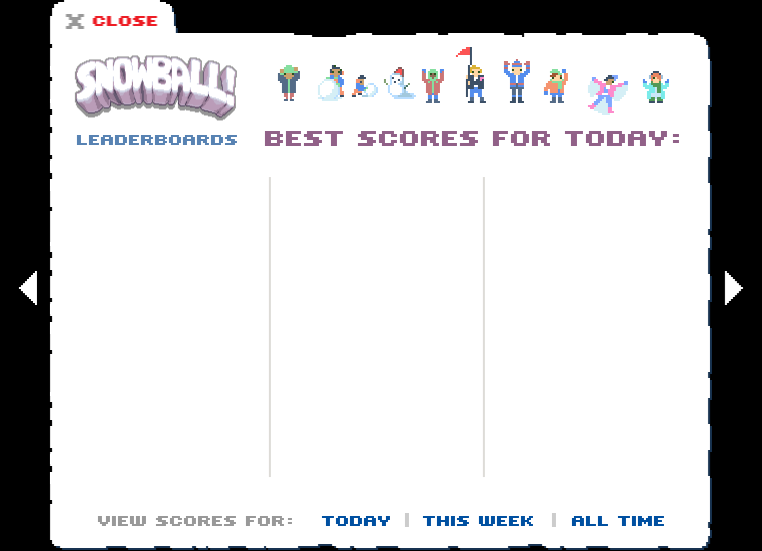 X CLOSE
SNOWBALL!
LEADERBOARDS
BEST SCORES FOR TODAY:
VIEW SCORES FOR: TODAY | THIS WEEK | ALL TIME